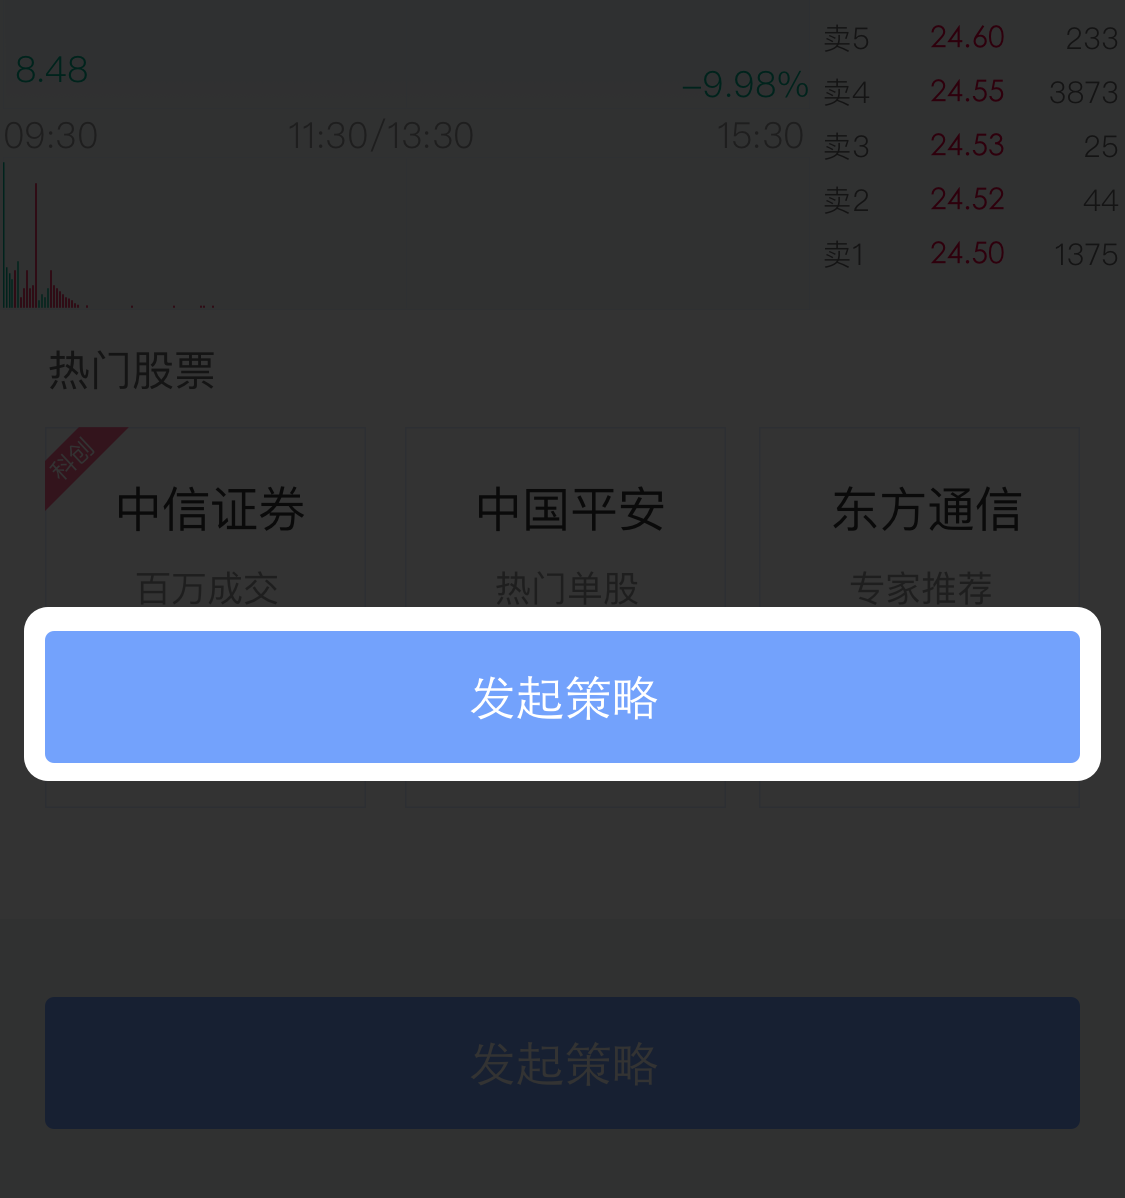 卖5 24.60 233
8.48 -9.98%
卖4 24.55 3873
09:30 11:30/13:30 15:30
卖3 24.53 25
卖2 24.52 44
卖1 24.50 1375
热门股票
科创
中信证券 中国平安 东方通信
百万成交 热门单股 专家推荐
发起策略
发起策略